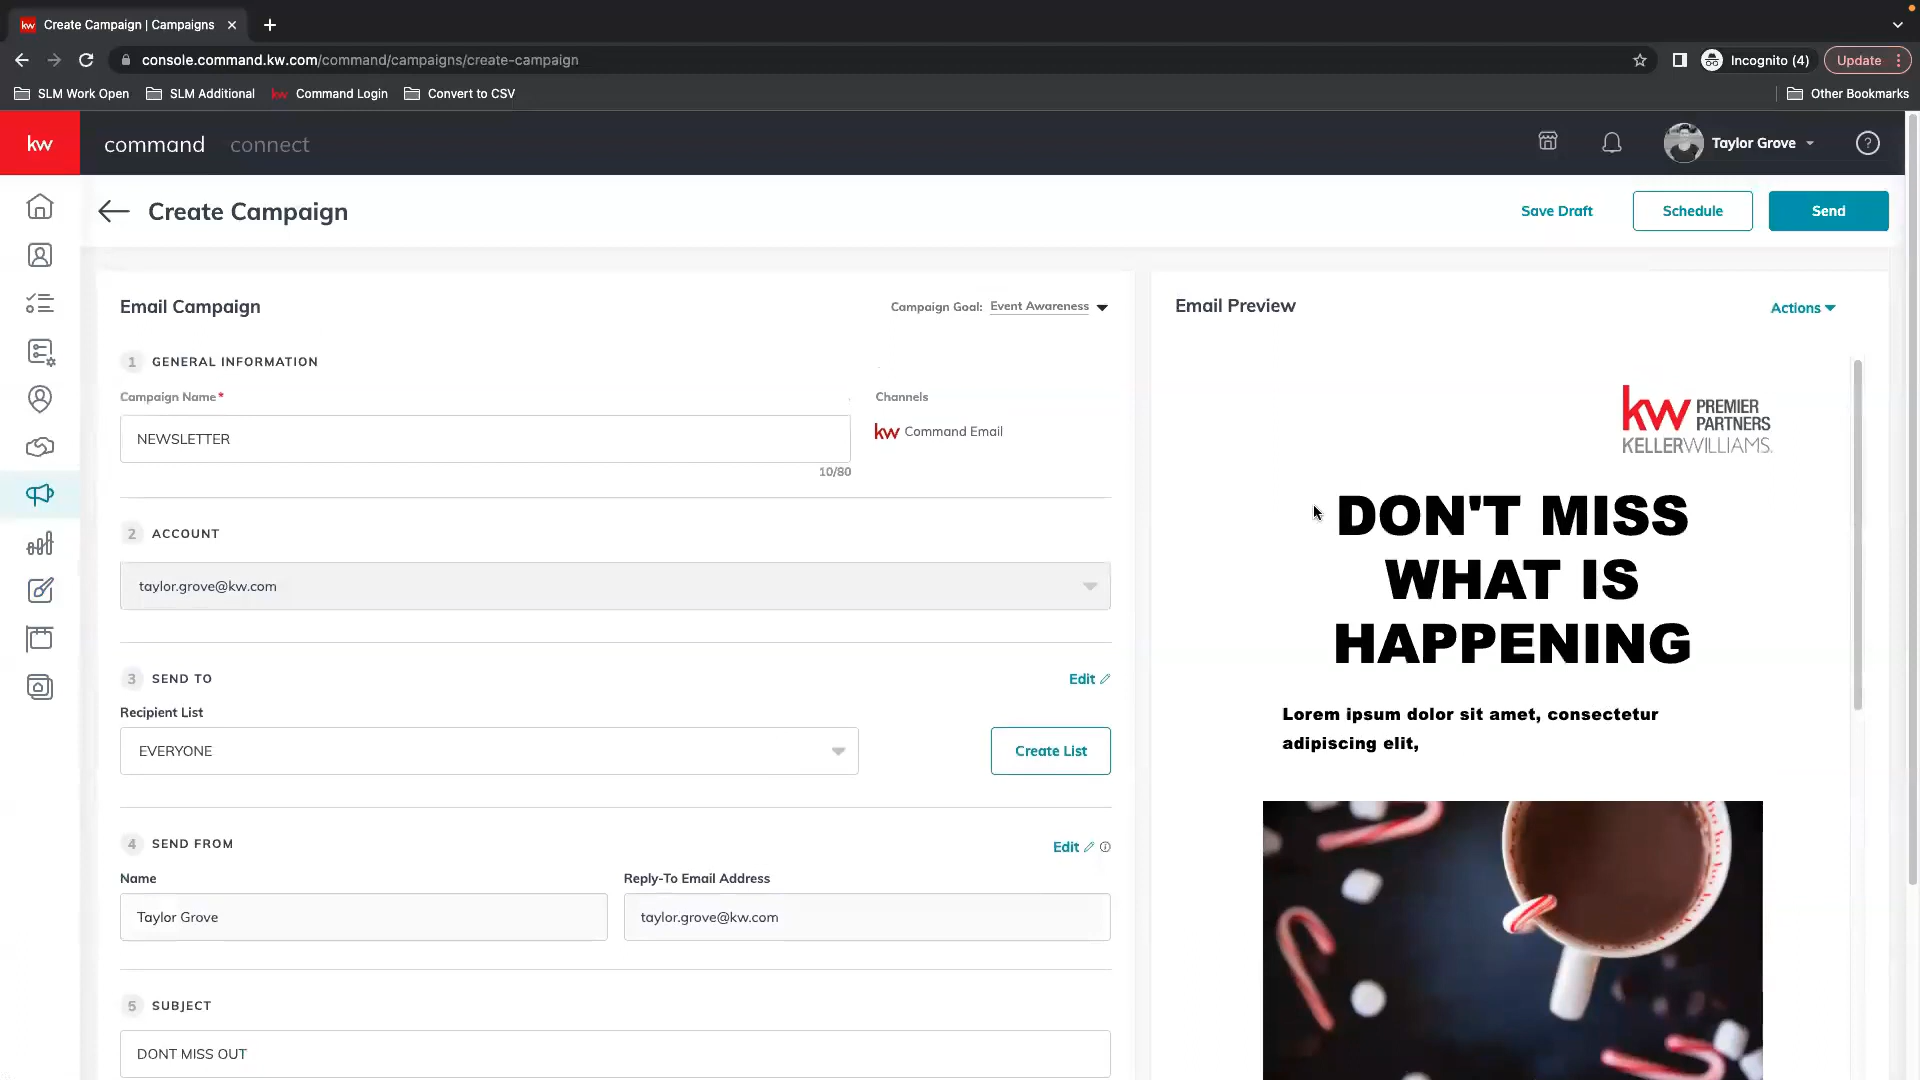 kw Create Campaign | Campaigns
console.command.kw.com/command/campaigns/create-campaign
Incognito (4)
Update
SLM Work Open
SLM Additional
kw Command Login
Convert to CSV
Other Bookmarks
kw
command
connect
Taylor Grove
?
Create Campaign
Save Draft
Schedule
Send
Email Campaign
Campaign Goal: Event Awareness
1 GENERAL INFORMATION
Campaign Name*
NEWSLETTER
10/80
Channels
kw Command Email
2 ACCOUNT
taylor.grove@kw.com
3 SEND TO
Edit
Recipient List
EVERYONE
Create List
4 SEND FROM
Edit
Name
Taylor Grove
Reply-To Email Address
taylor.grove@kw.com
5 SUBJECT
DONT MISS OUT
Email Preview
Actions
kw PREMIER
PARTNERS
KELLERWILLIAMS.
DON'T MISS
WHAT IS
HAPPENING
Lorem ipsum dolor sit amet, consectetur
adipiscing elit,